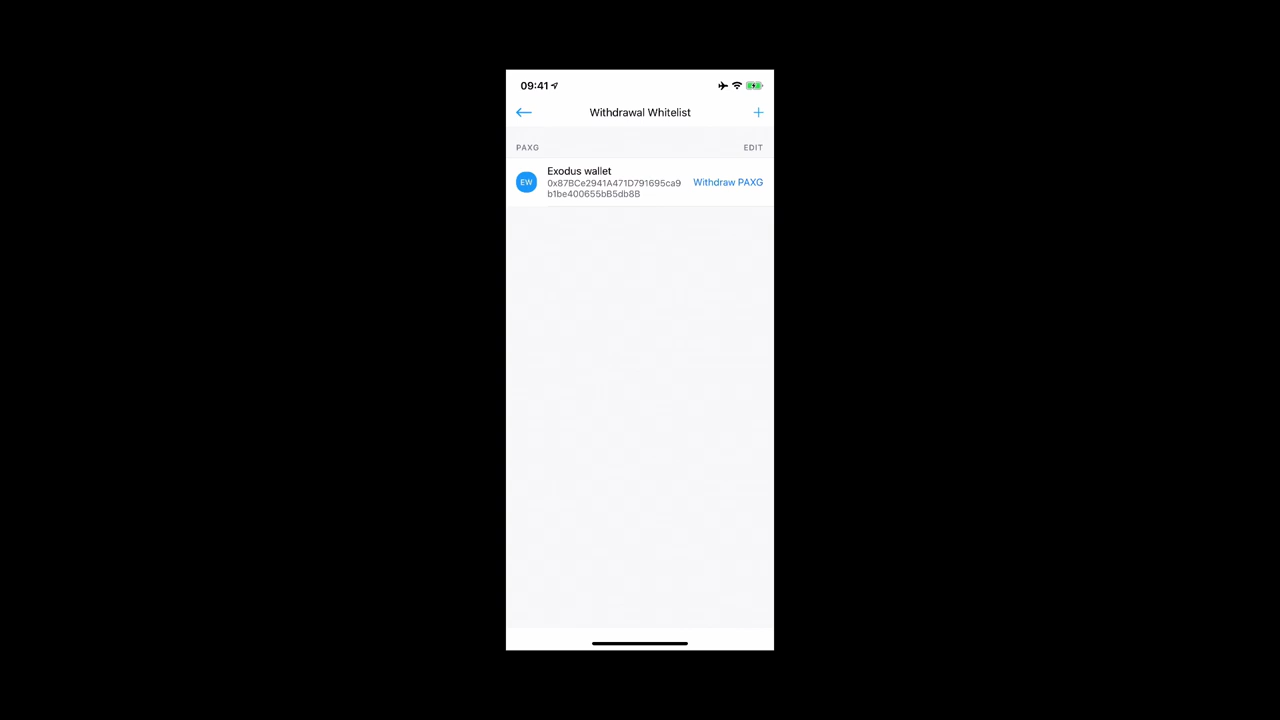 09:41
Withdrawal Whitelist
PAXG EDIT
EW
Exodus wallet
0x87BCe2941A471D791695ca9
b1be400655bB5db8B
Withdraw PAXG